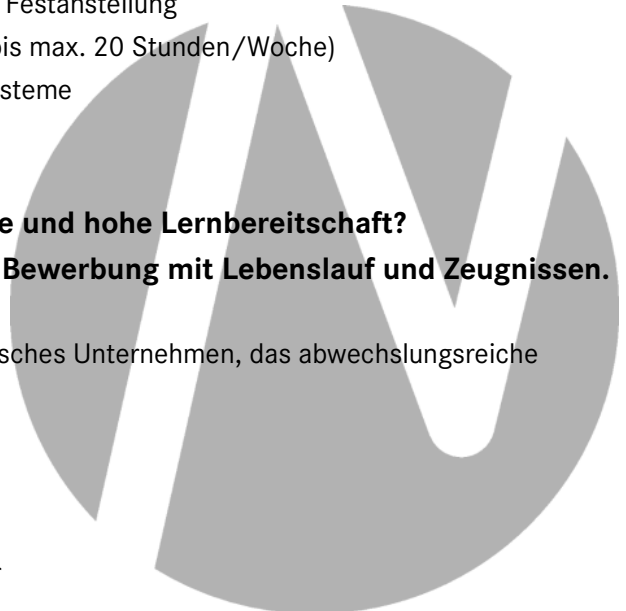 Festanstellung
bis max. 20 Stunden/Woche)
steme
e und hohe Lernbereitschaft?
Bewerbung mit Lebenslauf und Zeugnissen.
sches Unternehmen, das abwechslungsreiche